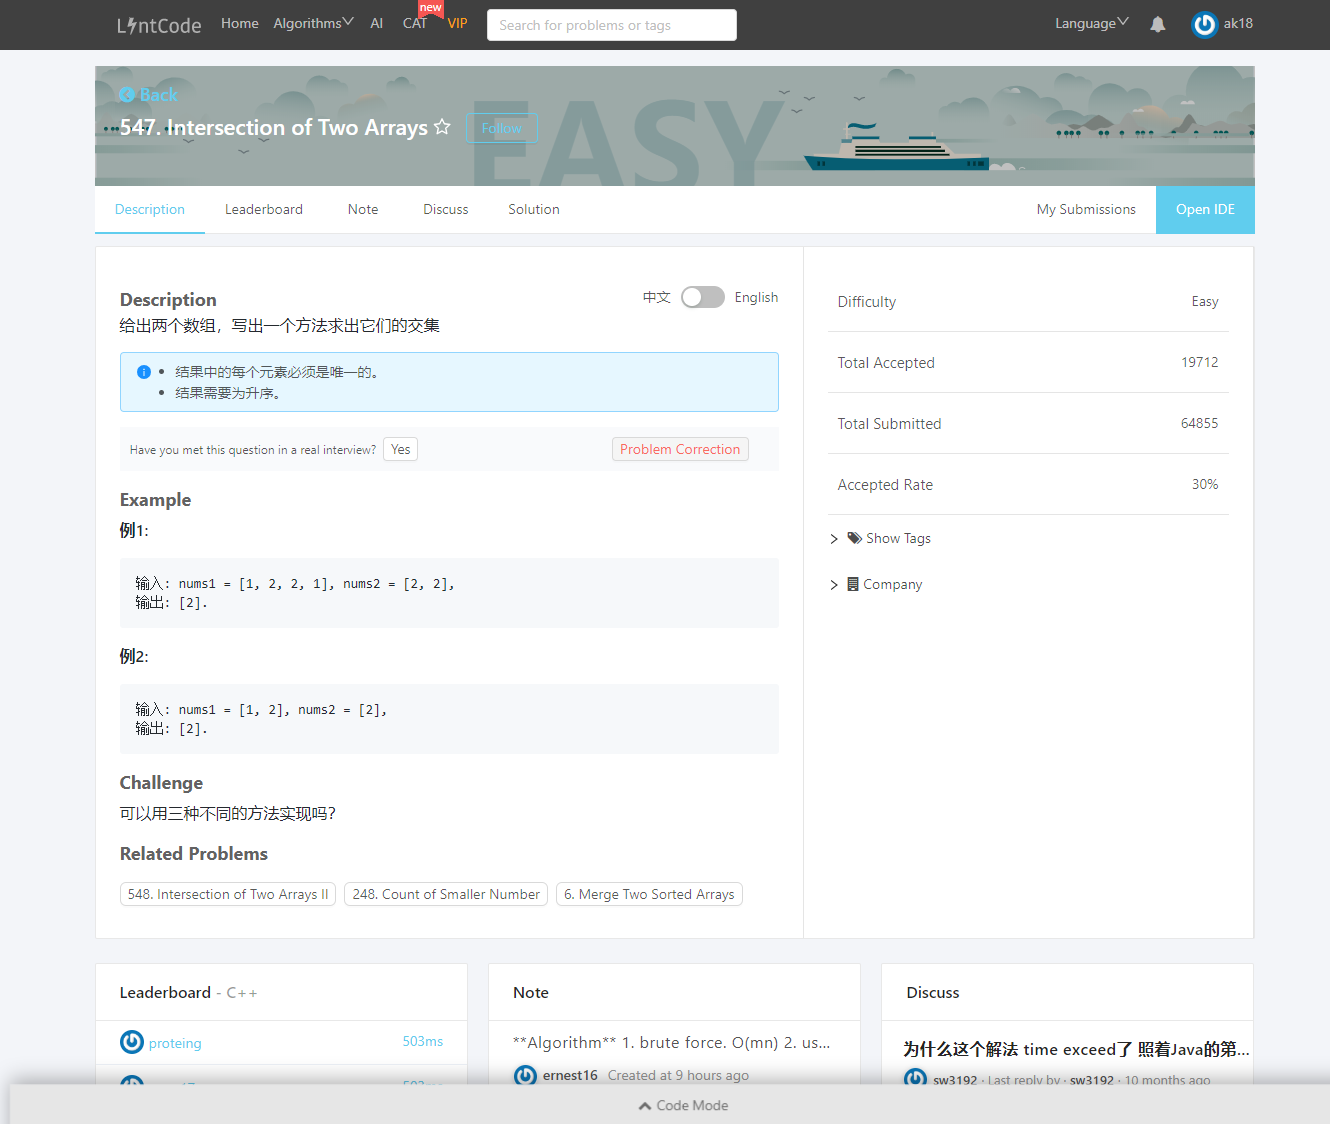 LintCode
Home
Algorithms
AI
CAT
new
VIP
Search for problems or tags
Language
ak18
Back
EASY
547. Intersection of Two Arrays
Follow
Description
Leaderboard
Note
Discuss
Solution
My Submissions
Open IDE
Description
中文
English
给出两个数组，写出一个方法求出它们的交集
结果中的每个元素必须是唯一的。
结果需要为升序。
Have you met this question in a real interview?
Yes
Problem Correction
Example
例1:
输入: nums1 = [1, 2, 2, 1], nums2 = [2, 2],
输出: [2].
例2:
输入: nums1 = [1, 2], nums2 = [2],
输出: [2].
Challenge
可以用三种不同的方法实现吗？
Related Problems
548. Intersection of Two Arrays II
248. Count of Smaller Number
6. Merge Two Sorted Arrays
Difficulty
Easy
Total Accepted
19712
Total Submitted
64855
Accepted Rate
30%
Show Tags
Company
Leaderboard - C++
proteing
503ms
Note
**Algorithm** 1. brute force. O(mn) 2. us...
ernest16
Created at 9 hours ago
Discuss
为什么这个解法 time exceed了 照着Java的第...
sw3192 · Last reply by · sw3192 · 10 months ago
Code Mode